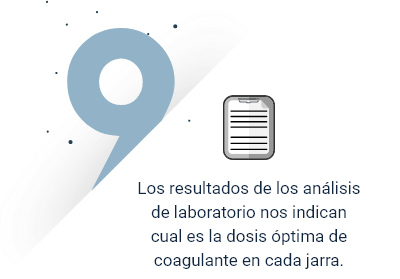 9
Los resultados de los análisis
de laboratorio nos indican
cual es la dosis óptima de
coagulante en cada jarra.